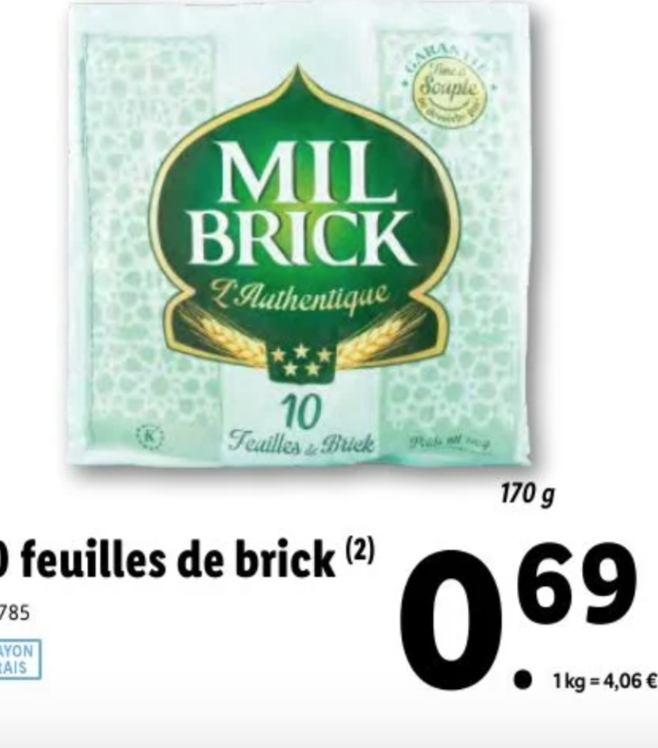 GARANTIE
Fine &
Souple
MIL
BRICK
L'Authentique
10
Feuilles de Brick
K
170 g
0 feuilles de brick (2)
785
AYON
RAIS
0.69
1 kg = 4,06 €